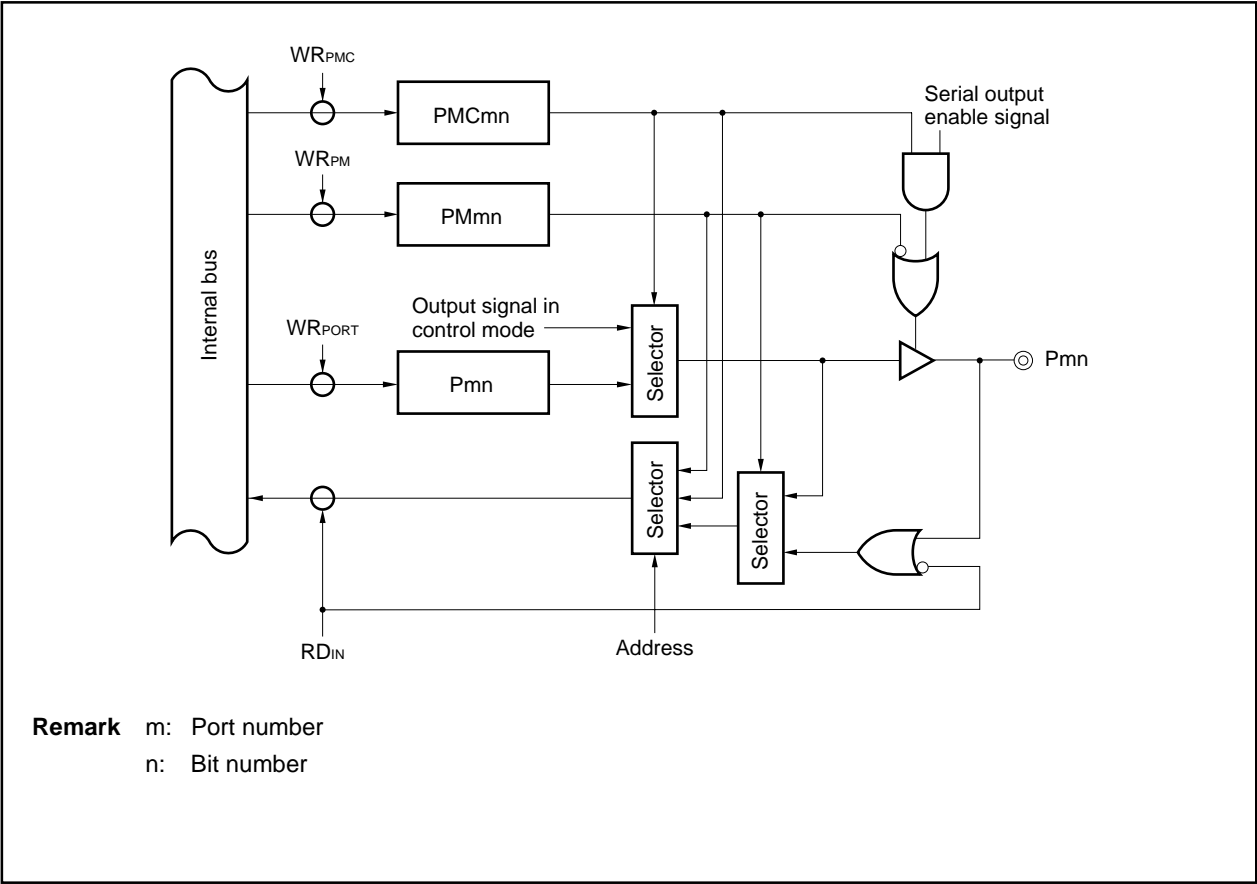 WRPMC
PMCmn
Serial output
enable signal
WRPM
PMmn
Internal bus
Output signal in
control mode
WRPORT
Selector
Pmn
Pmn
Selector
Selector
RDIN
Address
Remark m: Port number
n: Bit number